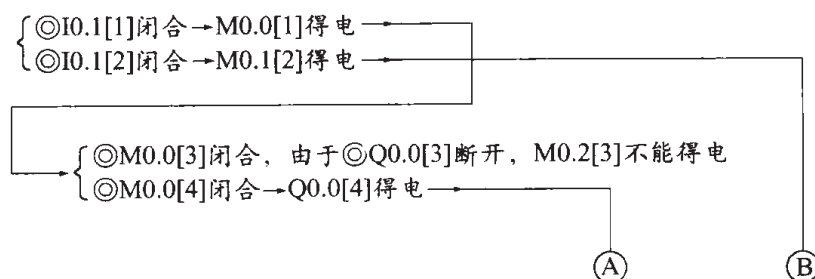 ◎I0.1[1]闭合→M0.0[1]得电
◎I0.1[2]闭合→M0.1[2]得电
◎M0.0[3]闭合，由于◎Q0.0[3]断开，M0.2[3]不能得电
◎M0.0[4]闭合→Q0.0[4]得电
A
B